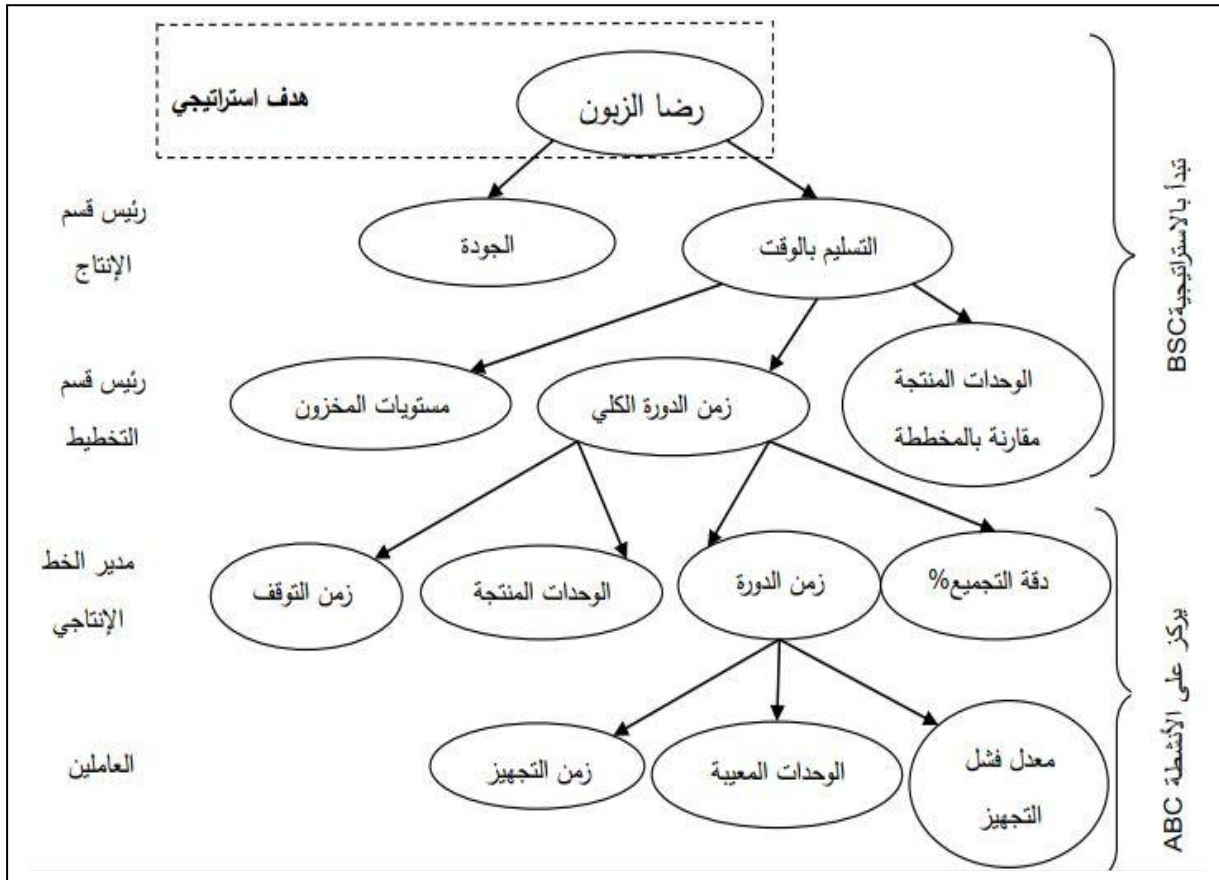 هدف استراتيجي
رضا الزبون
رئيس قسم
الإنتاج
التسليم بالوقت
الجودة
رئيس قسم
التخطيط
الوحدات المنتجة
مقارنة بالمخططة
زمن الدورة الكلي
مستويات المخزون
تبدأ بالاستراتيجية BSC
مدير الخط
الإنتاجي
دقة التجميع%
زمن الدورة
الوحدات المنتجة
زمن التوقف
العاملين
معدل فشل
التجهيز
الوحدات المعيبة
زمن التجهيز
يركز على الأنشطة ABC